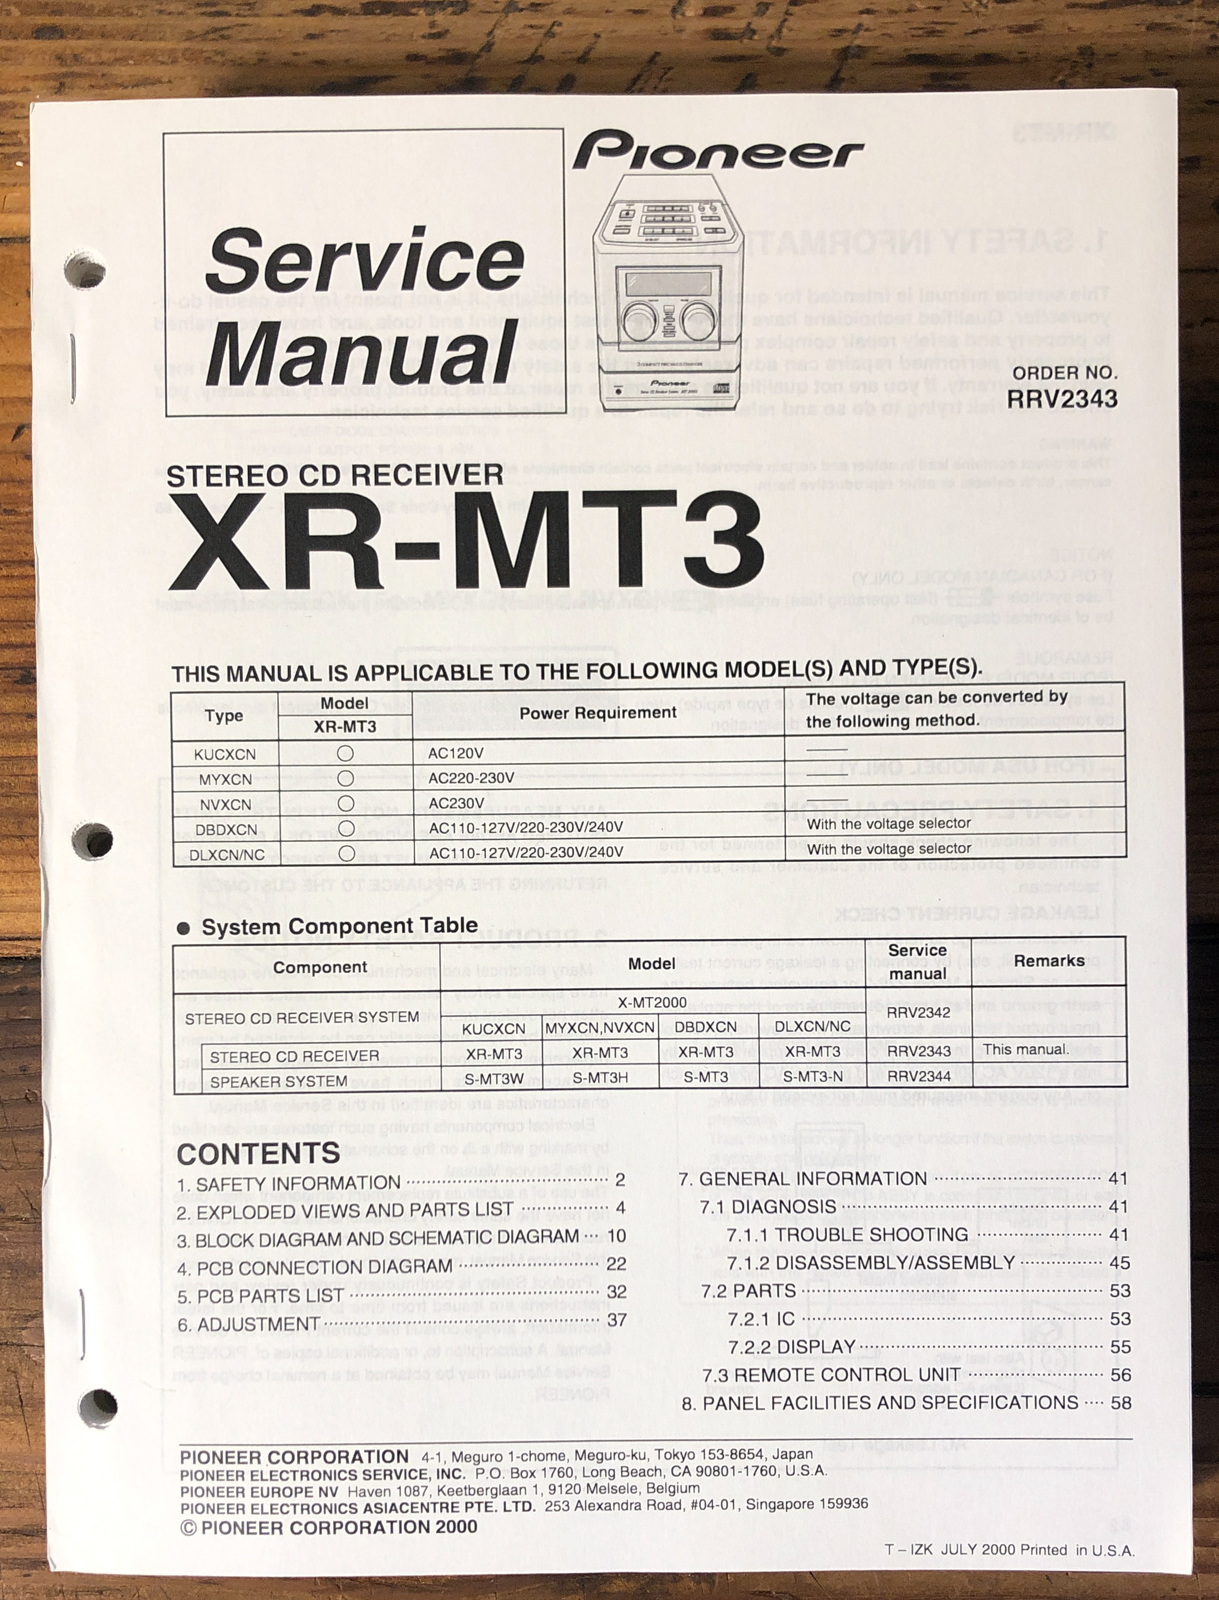 Service
Manual
Pioneer
Pioneer
ORDER NO.
RRV2343
STEREO CD RECEIVER
XR-MT3
THIS MANUAL IS APPLICABLE TO THE FOLLOWING MODEL(S) AND TYPE(S).
Type Model XR-MT3 Power Requirement The voltage can be converted by the following method.
KUCXCN ○ AC120V ——
MYXCN ○ AC220-230V ——
NVXCN ○ AC230V ——
DBDXCN ○ AC110-127V/220-230V/240V With the voltage selector
DLXCN/NC ○ AC110-127V/220-230V/240V With the voltage selector
● System Component Table
Component Model Service manual Remarks
STEREO CD RECEIVER SYSTEM X-MT2000 RRV2342
KUCXCN MYXCN,NVXCN DBDXCN DLXCN/NC
STEREO CD RECEIVER XR-MT3 XR-MT3 XR-MT3 XR-MT3 RRV2343 This manual.
SPEAKER SYSTEM S-MT3W S-MT3H S-MT3 S-MT3-N RRV2344
CONTENTS
1. SAFETY INFORMATION 2
2. EXPLODED VIEWS AND PARTS LIST 4
3. BLOCK DIAGRAM AND SCHEMATIC DIAGRAM 10
4. PCB CONNECTION DIAGRAM 22
5. PCB PARTS LIST 32
6. ADJUSTMENT 37
7. GENERAL INFORMATION 41
7.1 DIAGNOSIS 41
7.1.1 TROUBLE SHOOTING 41
7.1.2 DISASSEMBLY/ASSEMBLY 45
7.2 PARTS 53
7.2.1 IC 53
7.2.2 DISPLAY 55
7.3 REMOTE CONTROL UNIT 56
8. PANEL FACILITIES AND SPECIFICATIONS 58
PIONEER CORPORATION 4-1, Meguro 1-chome, Meguro-ku, Tokyo 153-8654, Japan
PIONEER ELECTRONICS SERVICE, INC. P.O. Box 1760, Long Beach, CA 90801-1760, U.S.A.
PIONEER EUROPE NV Haven 1087, Keetberglaan 1, 9120 Melsele, Belgium
PIONEER ELECTRONICS ASIACENTRE PTE. LTD. 253 Alexandra Road, #04-01, Singapore 159936
© PIONEER CORPORATION 2000
T – IZK JULY 2000 Printed in U.S.A.